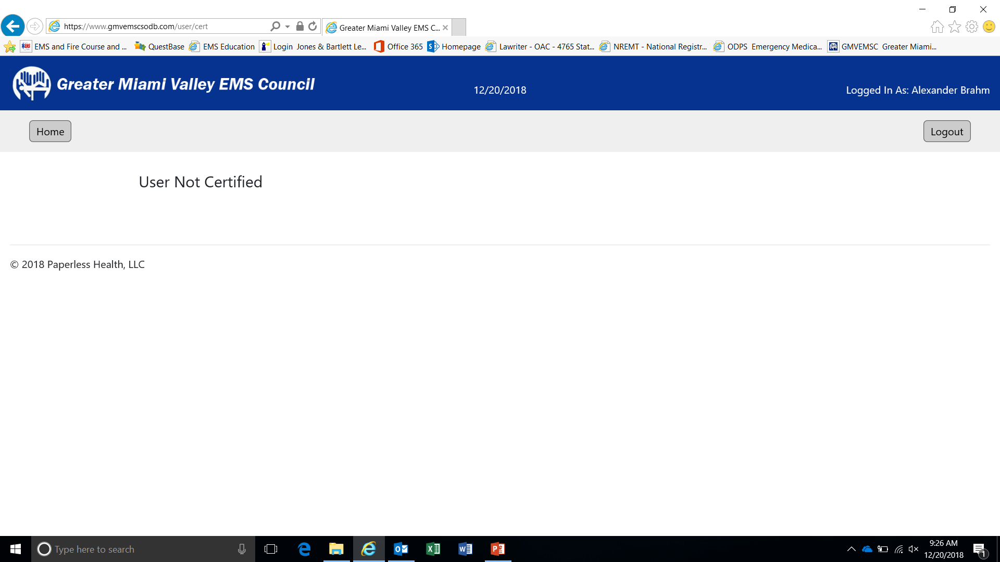 https://www.gmvemscsodb.com/user/cert
Greater Miami Valley EMS C...
EMS and Fire Course and ...
QuestBase
EMS Education
Login Jones & Bartlett Le...
Office 365
Homepage
Lawriter - OAC - 4765 Stat...
NREMT - National Registr...
ODPS Emergency Medica...
GMVEMSC Greater Miami...
Greater Miami Valley EMS Council
12/20/2018
Logged In As: Alexander Brahm
Home
Logout
User Not Certified
© 2018 Paperless Health, LLC
Type here to search
9:26 AM
12/20/2018
1